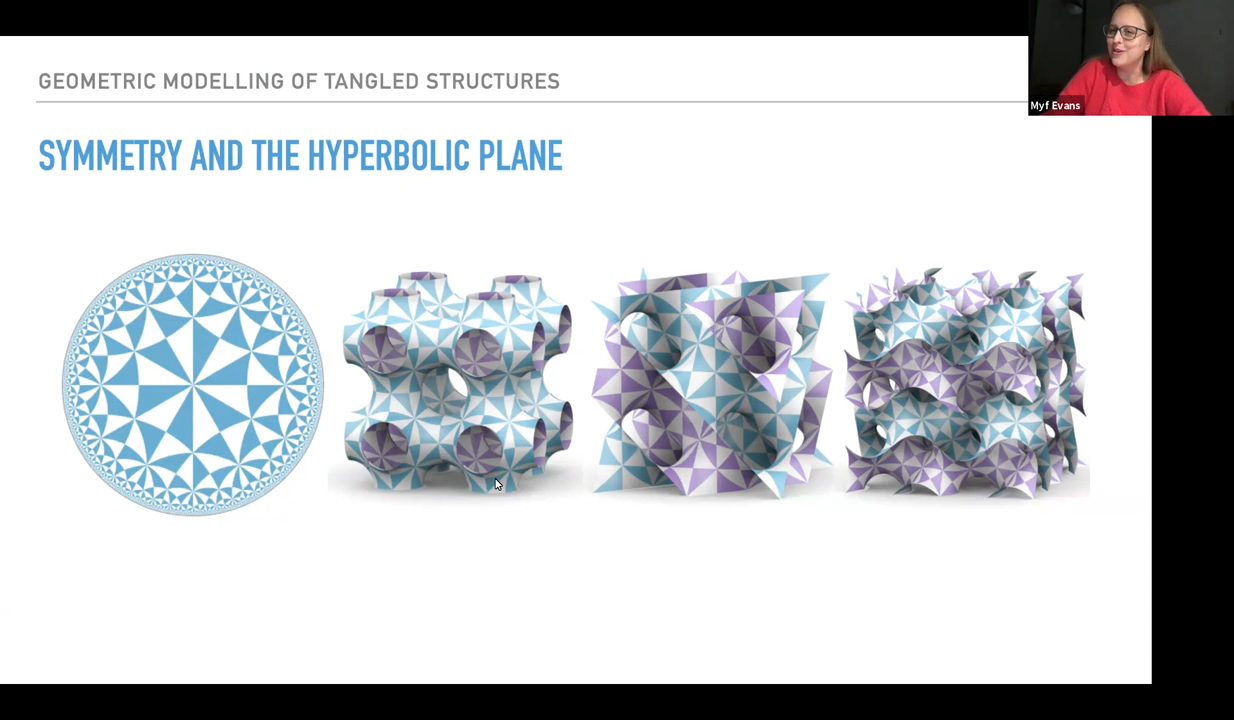 GEOMETRIC MODELLING OF TANGLED STRUCTURES
SYMMETRY AND THE HYPERBOLIC PLANE
Myf Evans